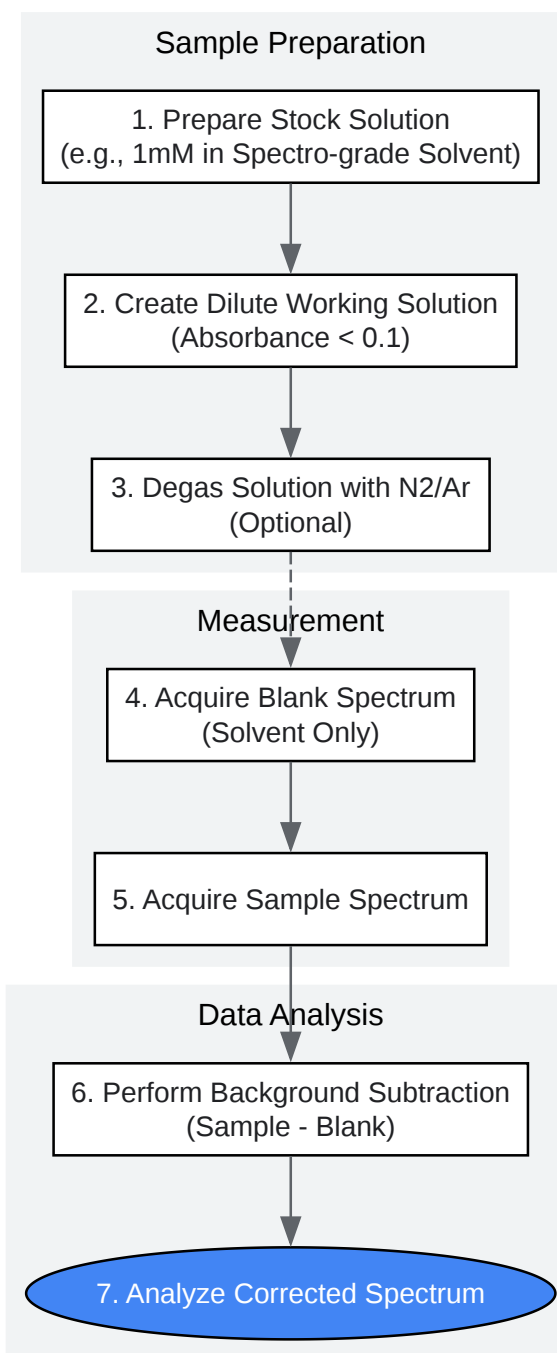 Sample Preparation
1. Prepare Stock Solution
(e.g., 1mM in Spectro-grade Solvent)
2. Create Dilute Working Solution
(Absorbance < 0.1)
3. Degas Solution with N2/Ar
(Optional)
Measurement
4. Acquire Blank Spectrum
(Solvent Only)
5. Acquire Sample Spectrum
Data Analysis
6. Perform Background Subtraction
(Sample - Blank)
7. Analyze Corrected Spectrum